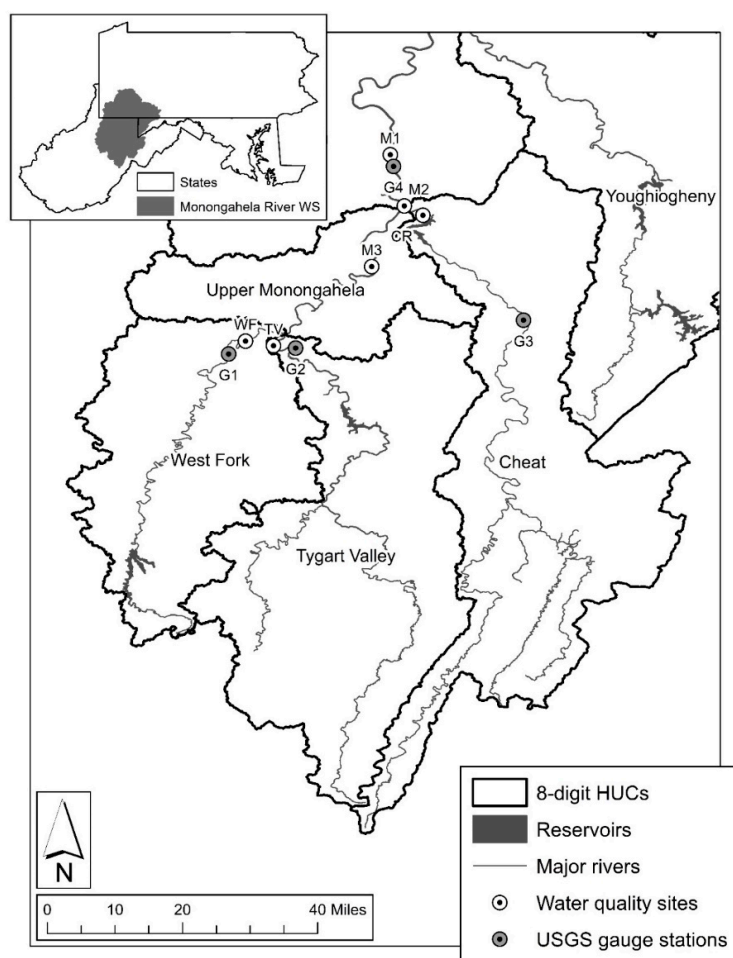 States
Monongahela River WS
M1
G4
M2
Youghiogheny
CR
M3
Upper Monongahela
G3
WF
TV
G1
G2
West Fork
Cheat
Tygart Valley
8-digit HUCs
Reservoirs
Major rivers
Water quality sites
USGS gauge stations
N
0 10 20 40 Miles